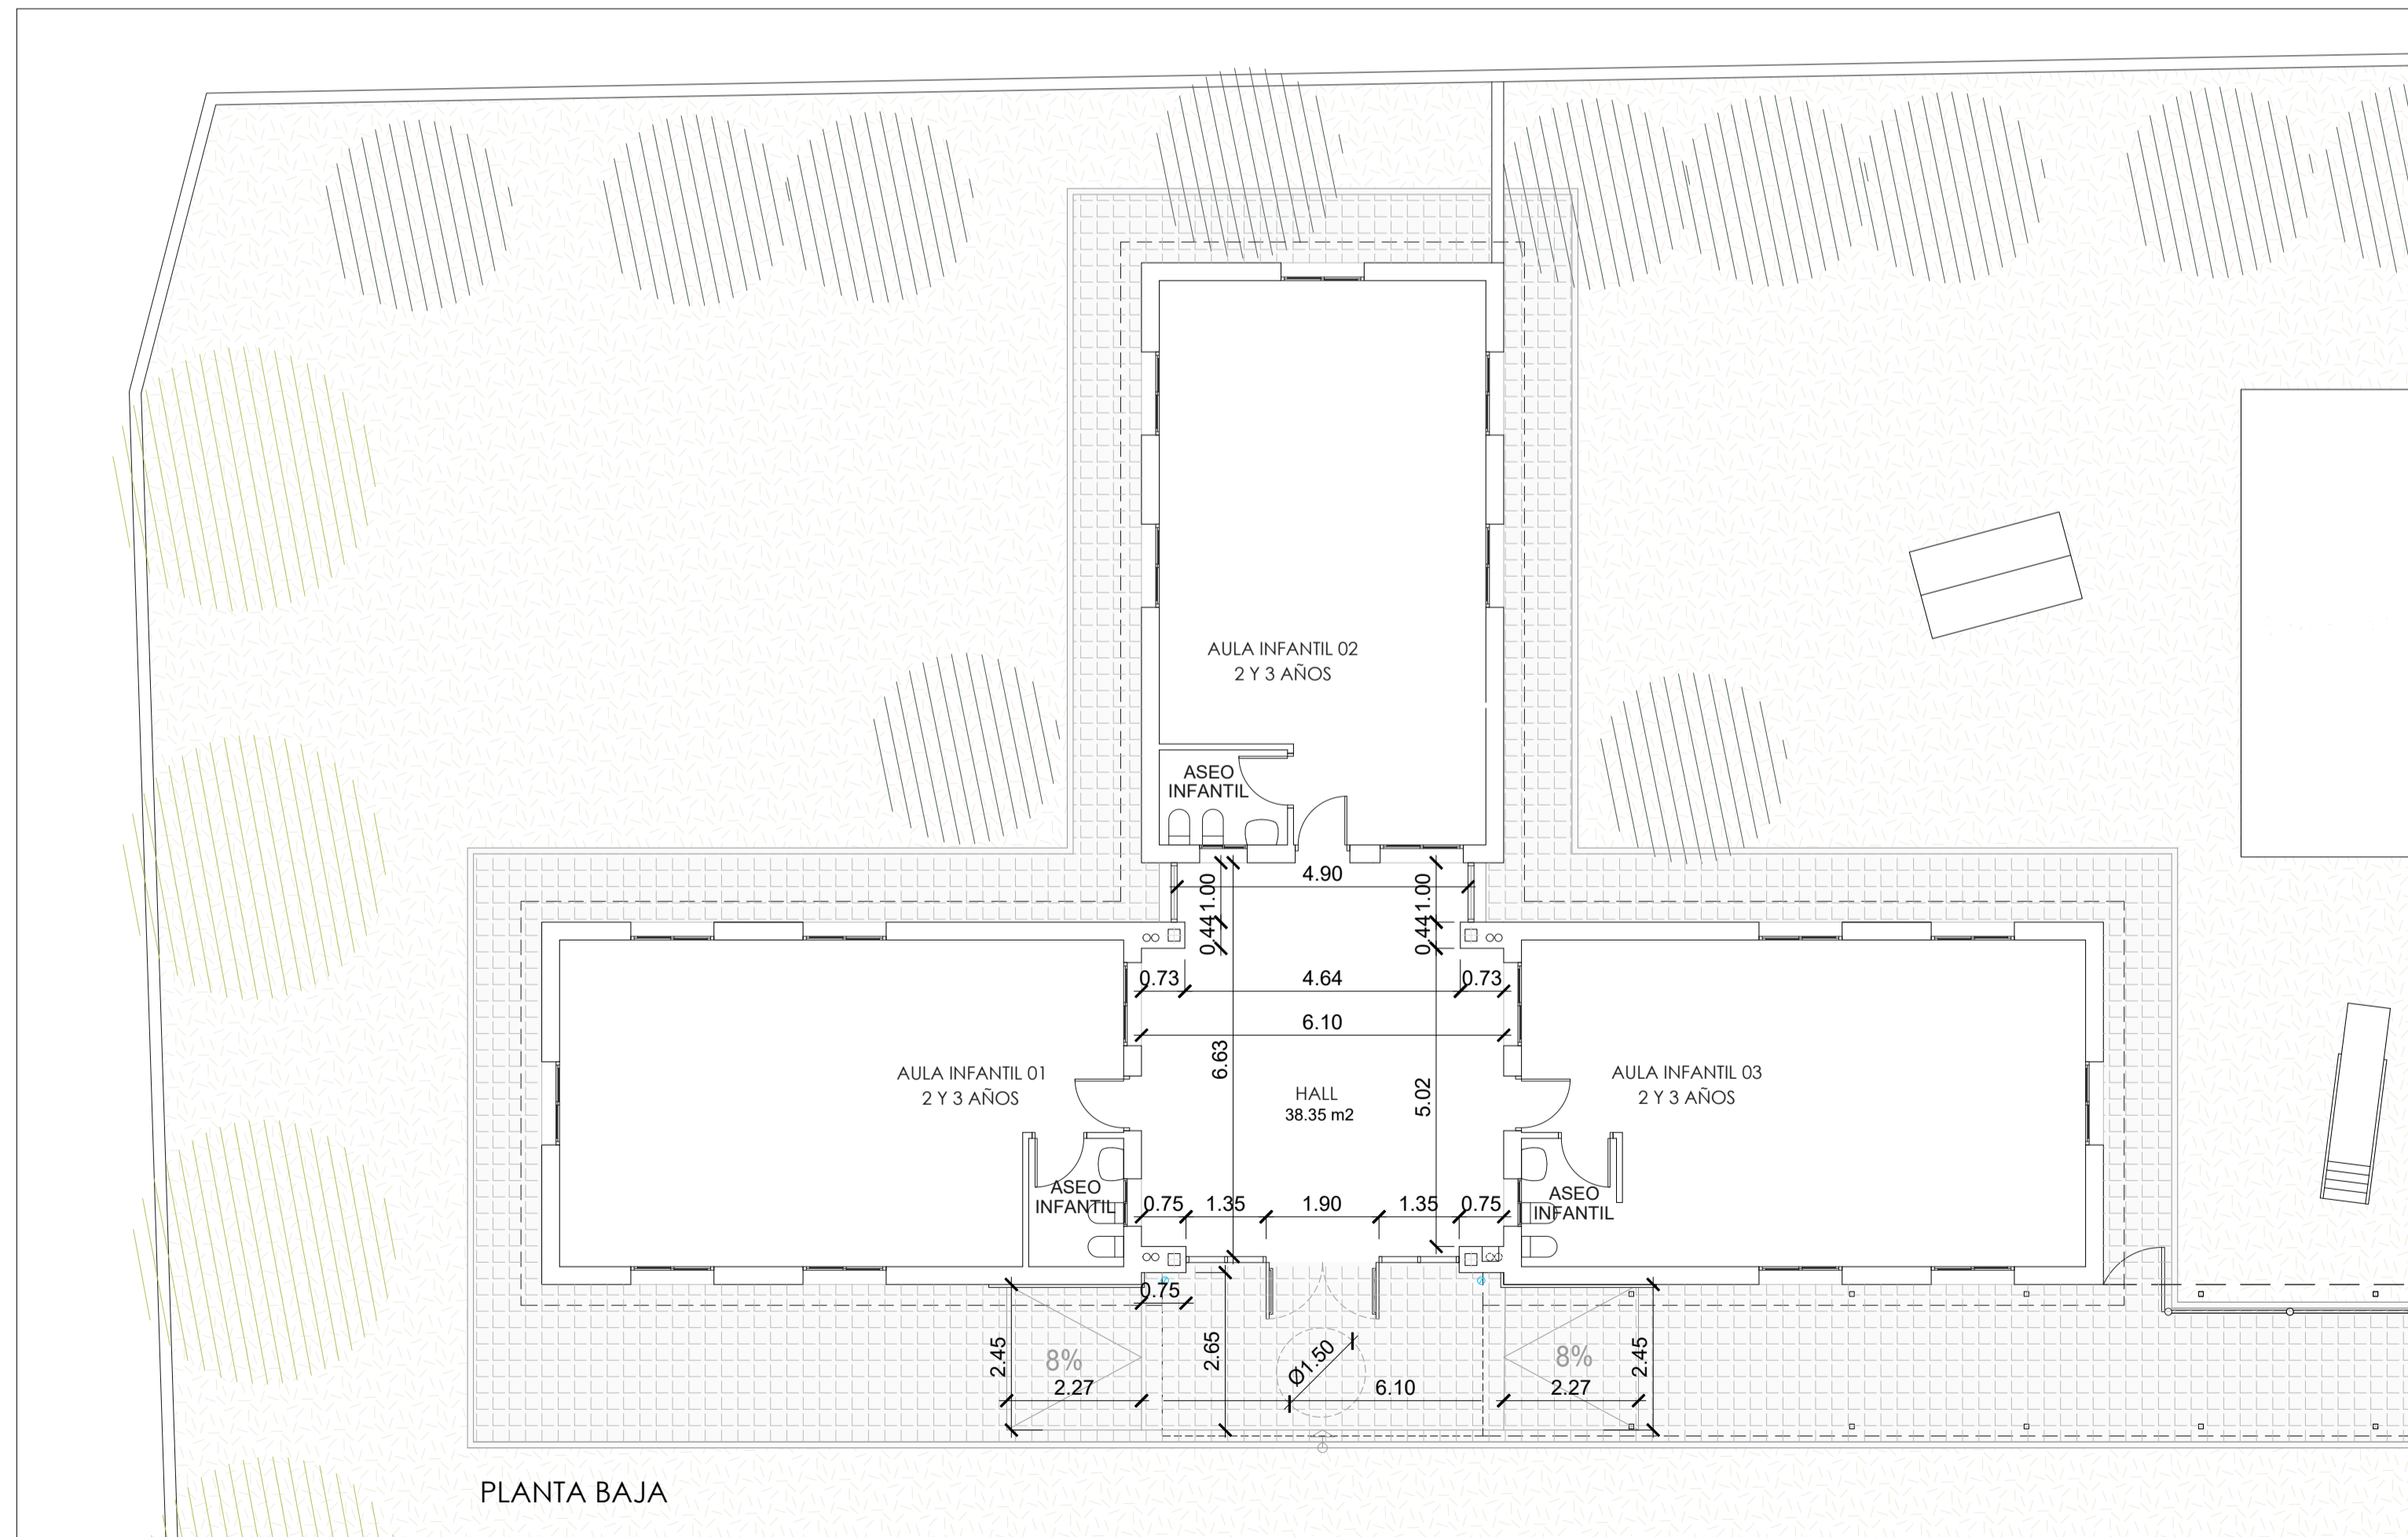 AULA INFANTIL 02
2 Y 3 AÑOS
ASEO
INFANTIL
4.90
1.00
1.00
0.44
0.44
0.73
4.64
0.73
6.10
6.63
5.02
AULA INFANTIL 01
2 Y 3 AÑOS
HALL
38.35 m2
AULA INFANTIL 03
2 Y 3 AÑOS
ASEO
INFANTIL
ASEO
INFANTIL
0.75
1.35
1.90
1.35
0.75
0.75
2.45
8%
2.27
2.65
Ø1.50
6.10
8%
2.27
2.45
PLANTA BAJA